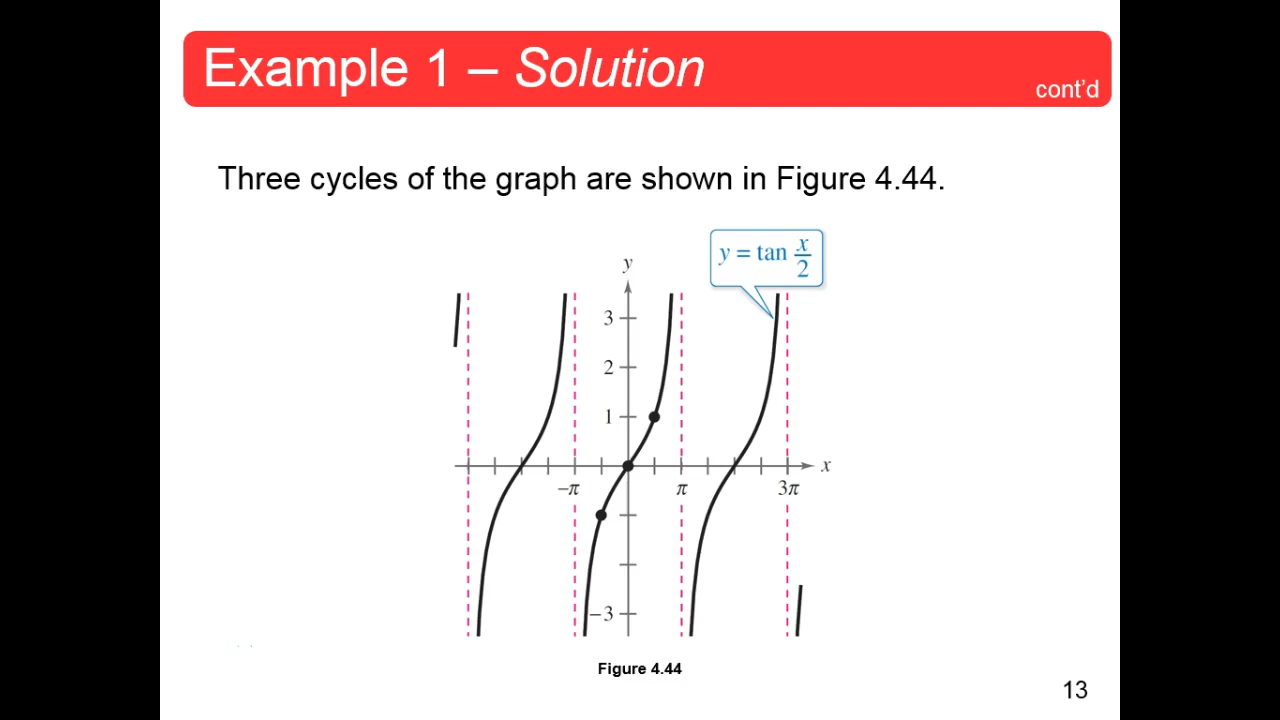 Example 1 – Solution
cont'd
Three cycles of the graph are shown in Figure 4.44.
y = tan x/2
y
3
2
1
x
−π
π
3π
−3
Figure 4.44
13